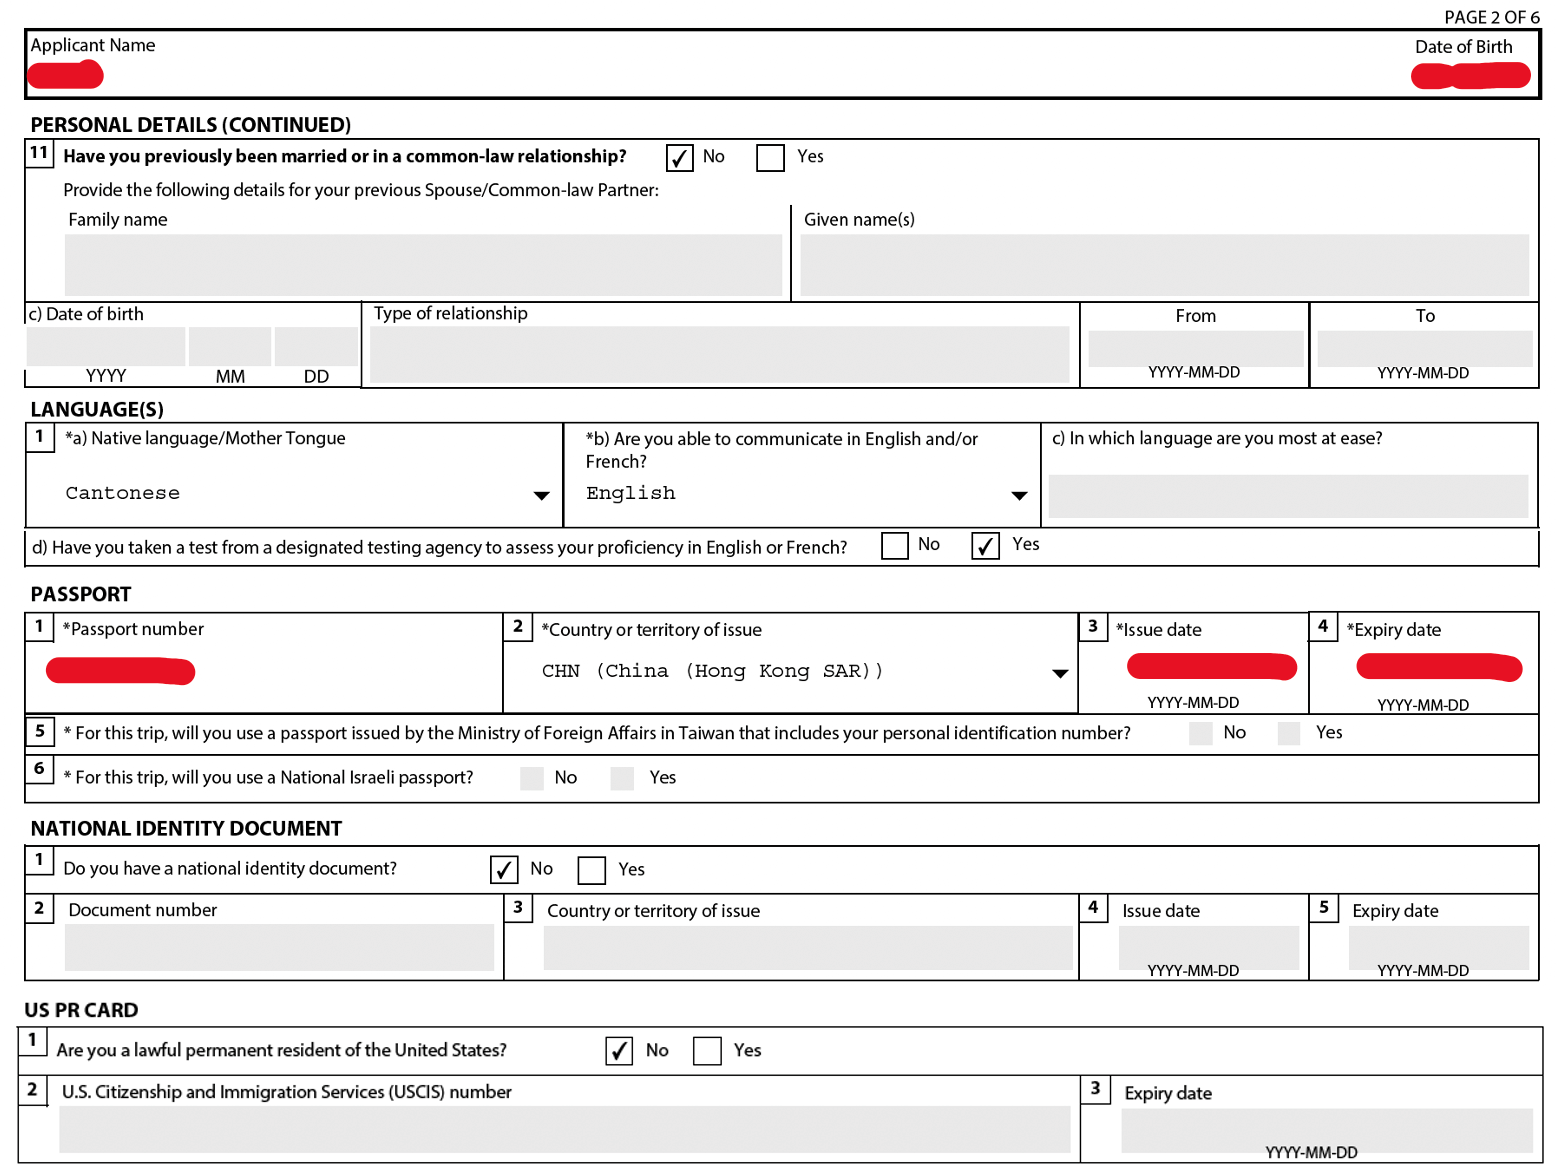 PAGE 2 OF 6
Applicant Name Date of Birth
PERSONAL DETAILS (CONTINUED)
11 Have you previously been married or in a common-law relationship? ✓ No Yes
Provide the following details for your previous Spouse/Common-law Partner:
Family name Given name(s)
c) Date of birth Type of relationship From To
YYYY MM DD YYYY-MM-DD YYYY-MM-DD
LANGUAGE(S)
1 *a) Native language/Mother Tongue *b) Are you able to communicate in English and/or c) In which language are you most at ease?
French?
Cantonese English
d) Have you taken a test from a designated testing agency to assess your proficiency in English or French? No ✓ Yes
PASSPORT
1 *Passport number 2 *Country or territory of issue 3 *Issue date 4 *Expiry date
CHN (China (Hong Kong SAR))
YYYY-MM-DD YYYY-MM-DD
5 * For this trip, will you use a passport issued by the Ministry of Foreign Affairs in Taiwan that includes your personal identification number? No Yes
6 * For this trip, will you use a National Israeli passport? No Yes
NATIONAL IDENTITY DOCUMENT
1 Do you have a national identity document? ✓ No Yes
2 Document number 3 Country or territory of issue 4 Issue date 5 Expiry date
YYYY-MM-DD YYYY-MM-DD
US PR CARD
1 Are you a lawful permanent resident of the United States? ✓ No Yes
2 U.S. Citizenship and Immigration Services (USCIS) number 3 Expiry date
YYYY-MM-DD